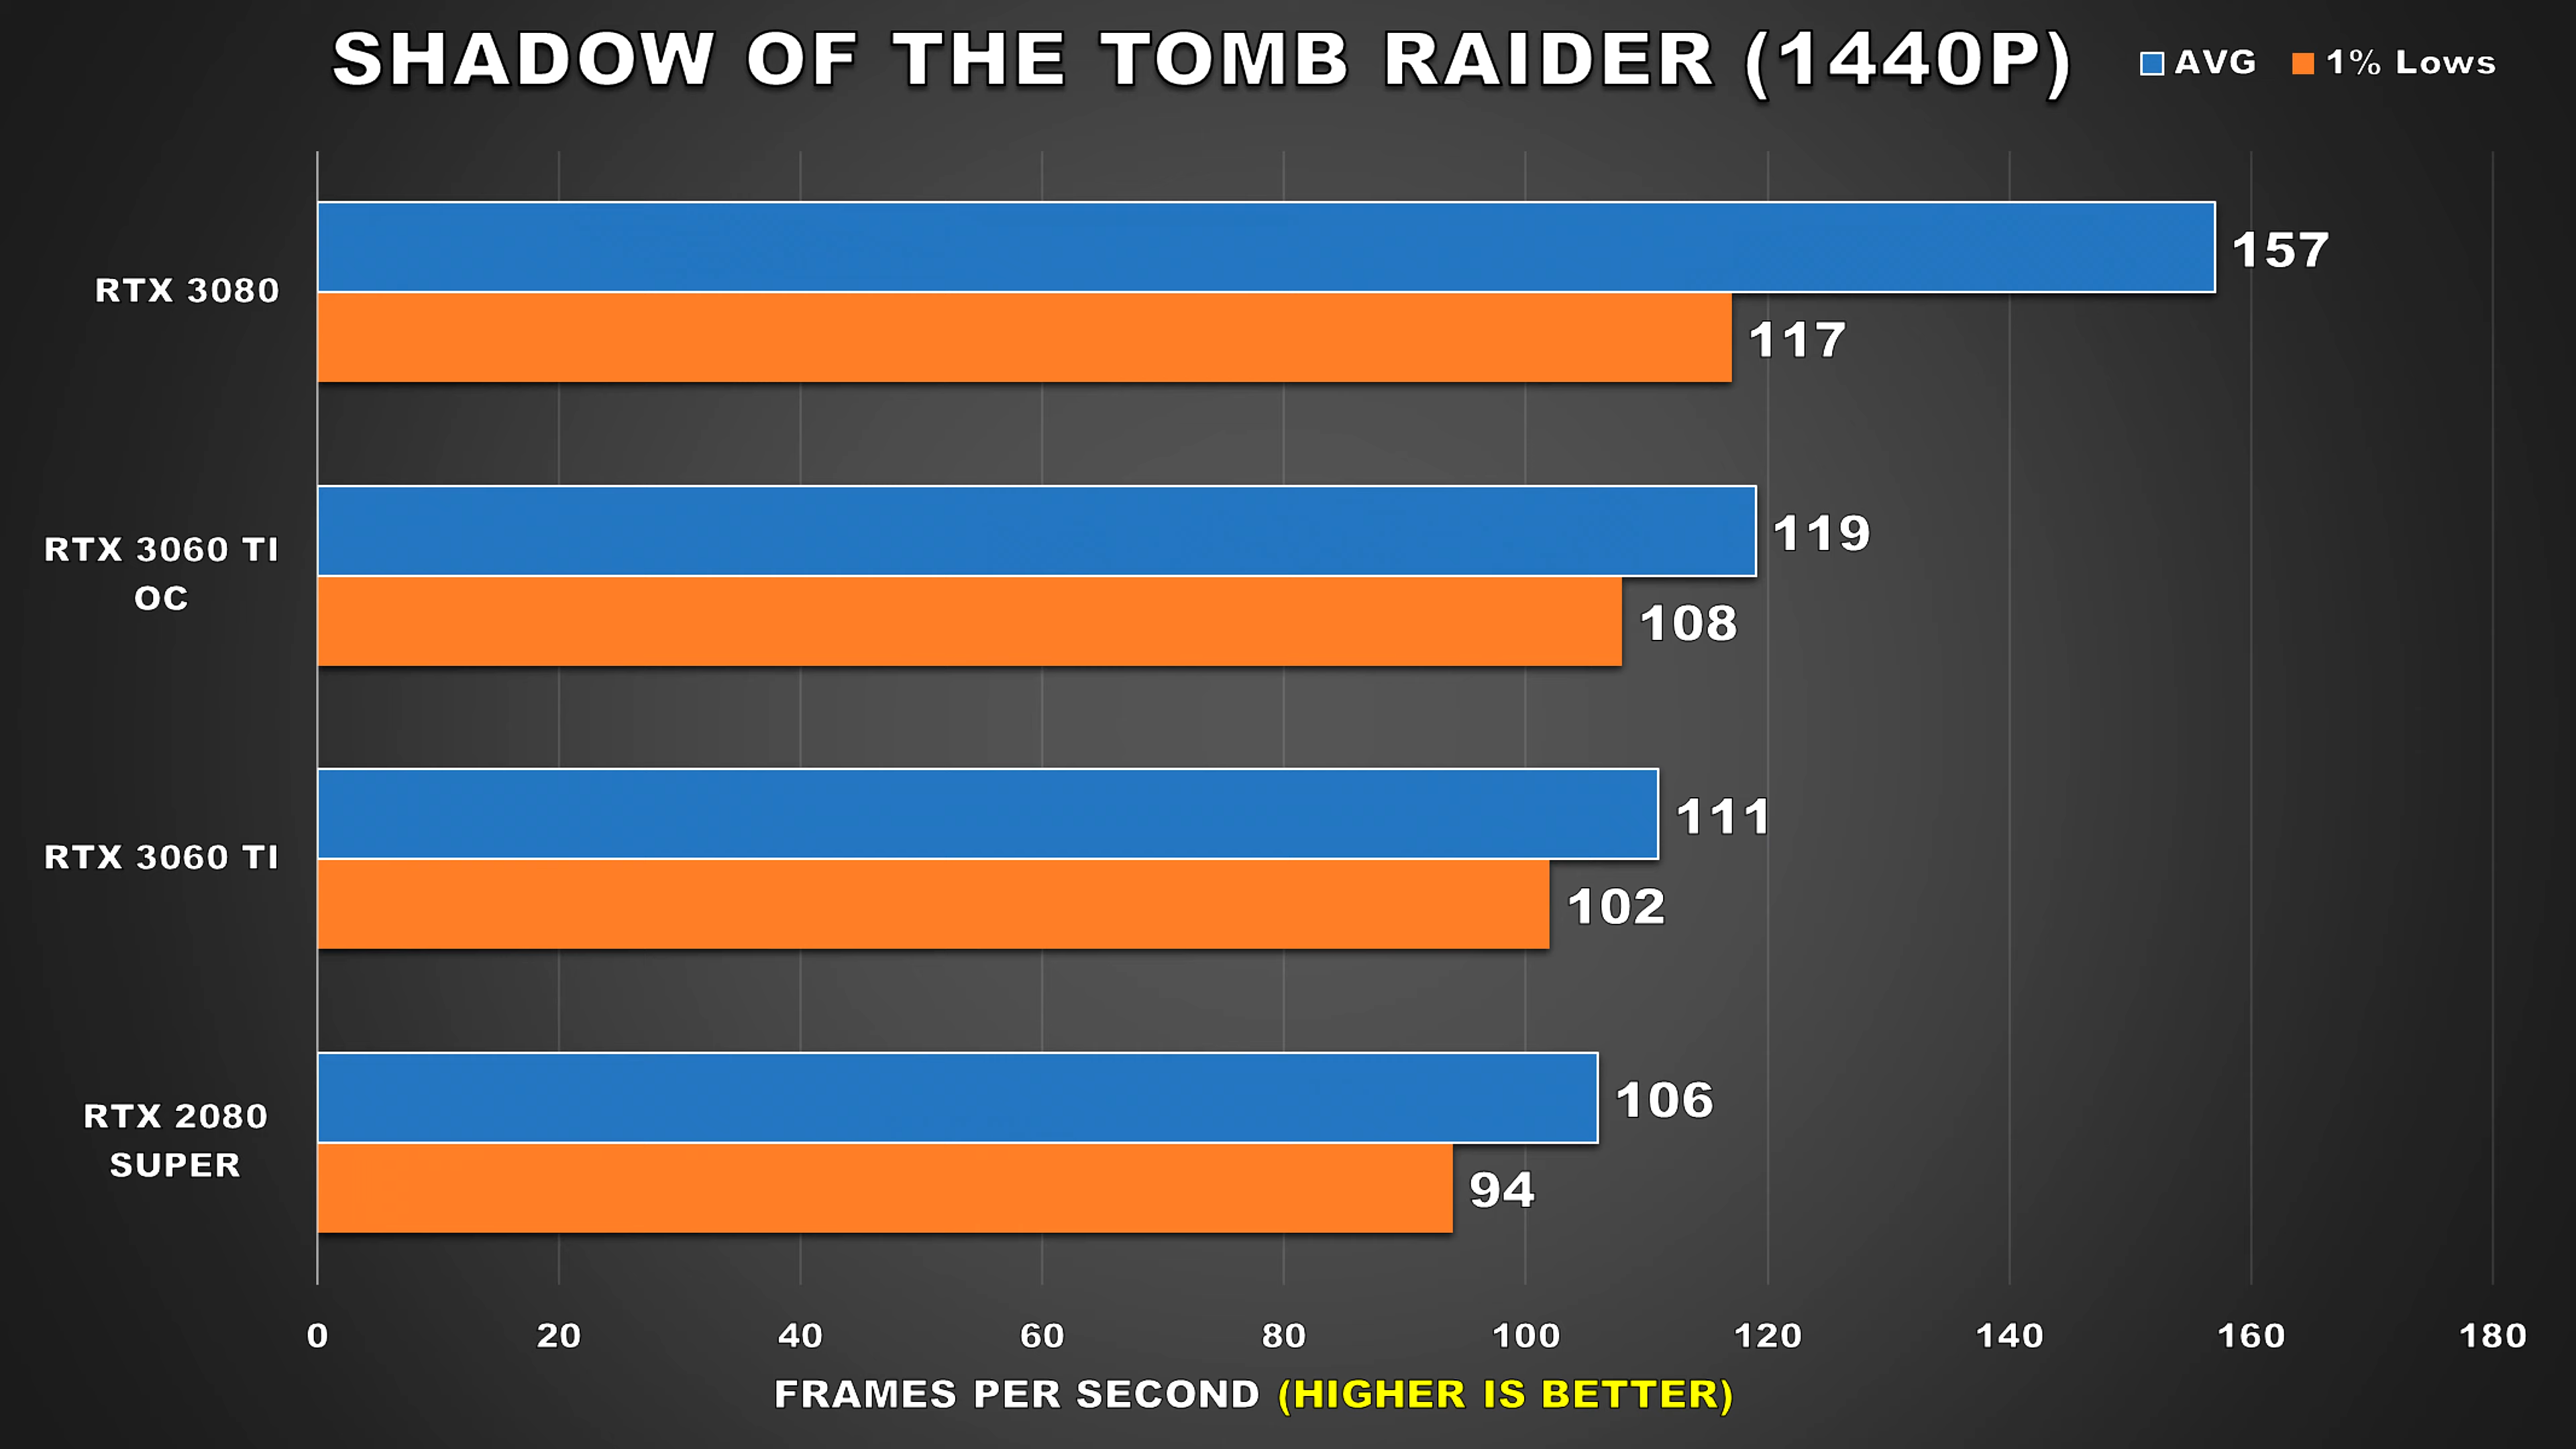 SHADOW OF THE TOMB RAIDER (1440P)
AVG 1% Lows
RTX 3080
157
117
RTX 3060 TI
OC
119
108
RTX 3060 TI
111
102
RTX 2080
SUPER
106
94
0 20 40 60 80 100 120 140 160 180
FRAMES PER SECOND (HIGHER IS BETTER)